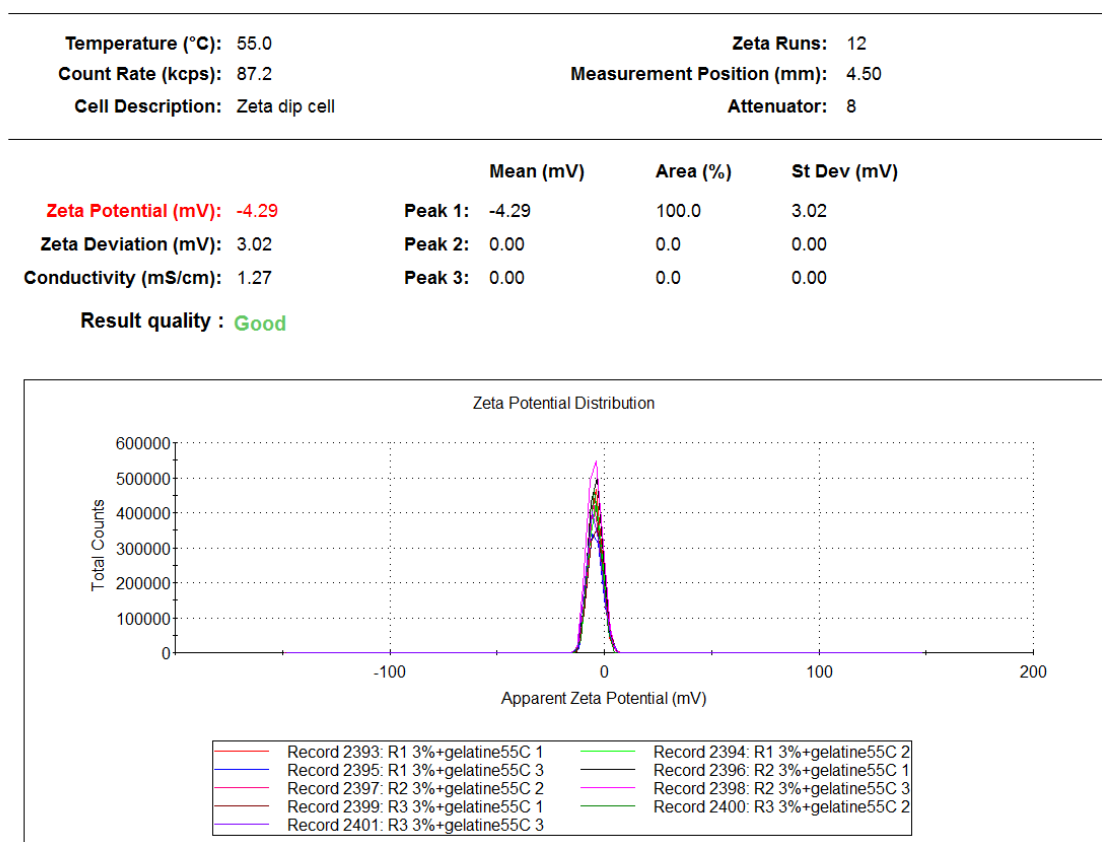 Temperature (°C): 55.0 Zeta Runs: 12
Count Rate (kcps): 87.2 Measurement Position (mm): 4.50
Cell Description: Zeta dip cell Attenuator: 8
Mean (mV) Area (%) St Dev (mV)
Zeta Potential (mV): -4.29 Peak 1: -4.29 100.0 3.02
Zeta Deviation (mV): 3.02 Peak 2: 0.00 0.0 0.00
Conductivity (mS/cm): 1.27 Peak 3: 0.00 0.0 0.00
Result quality : Good
Zeta Potential Distribution
600000
500000
400000
300000
200000
100000
0
Total Counts
-100 0 100 200
Apparent Zeta Potential (mV)
Record 2393: R1 3%+gelatine55C 1 Record 2394: R1 3%+gelatine55C 2
Record 2395: R1 3%+gelatine55C 3 Record 2396: R2 3%+gelatine55C 1
Record 2397: R2 3%+gelatine55C 2 Record 2398: R2 3%+gelatine55C 3
Record 2399: R3 3%+gelatine55C 1 Record 2400: R3 3%+gelatine55C 2
Record 2401: R3 3%+gelatine55C 3